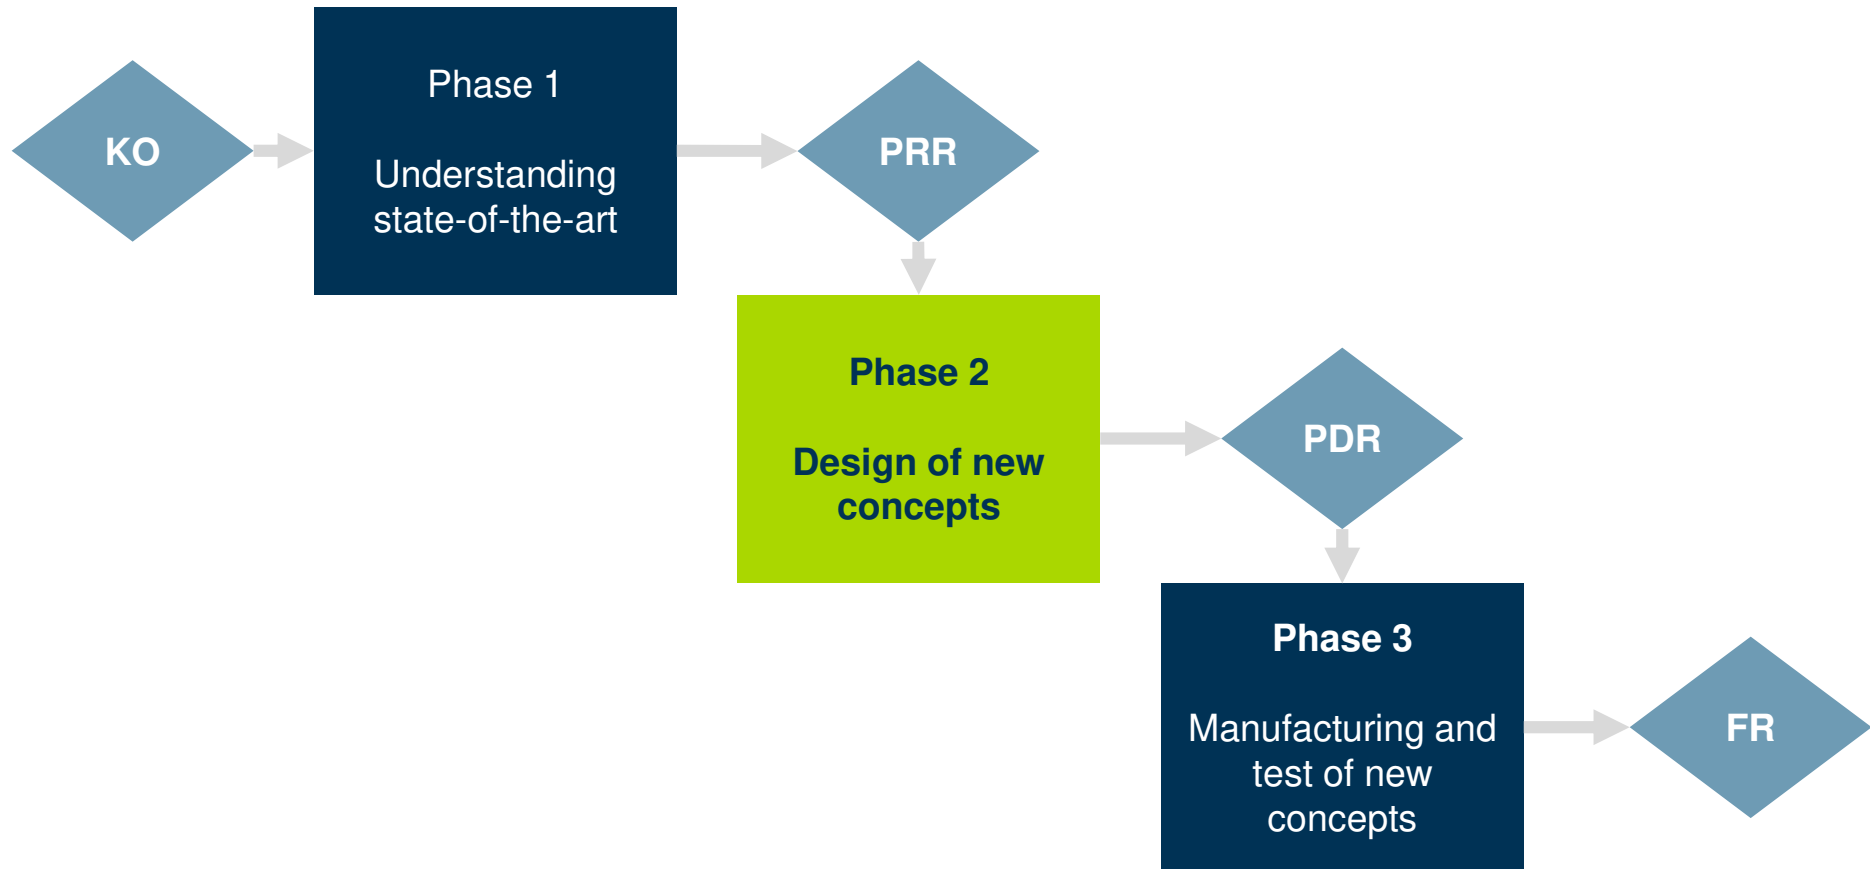 KO
Phase 1
Understanding
state-of-the-art
PRR
Phase 2
Design of new
concepts
PDR
Phase 3
Manufacturing and
test of new
concepts
FR